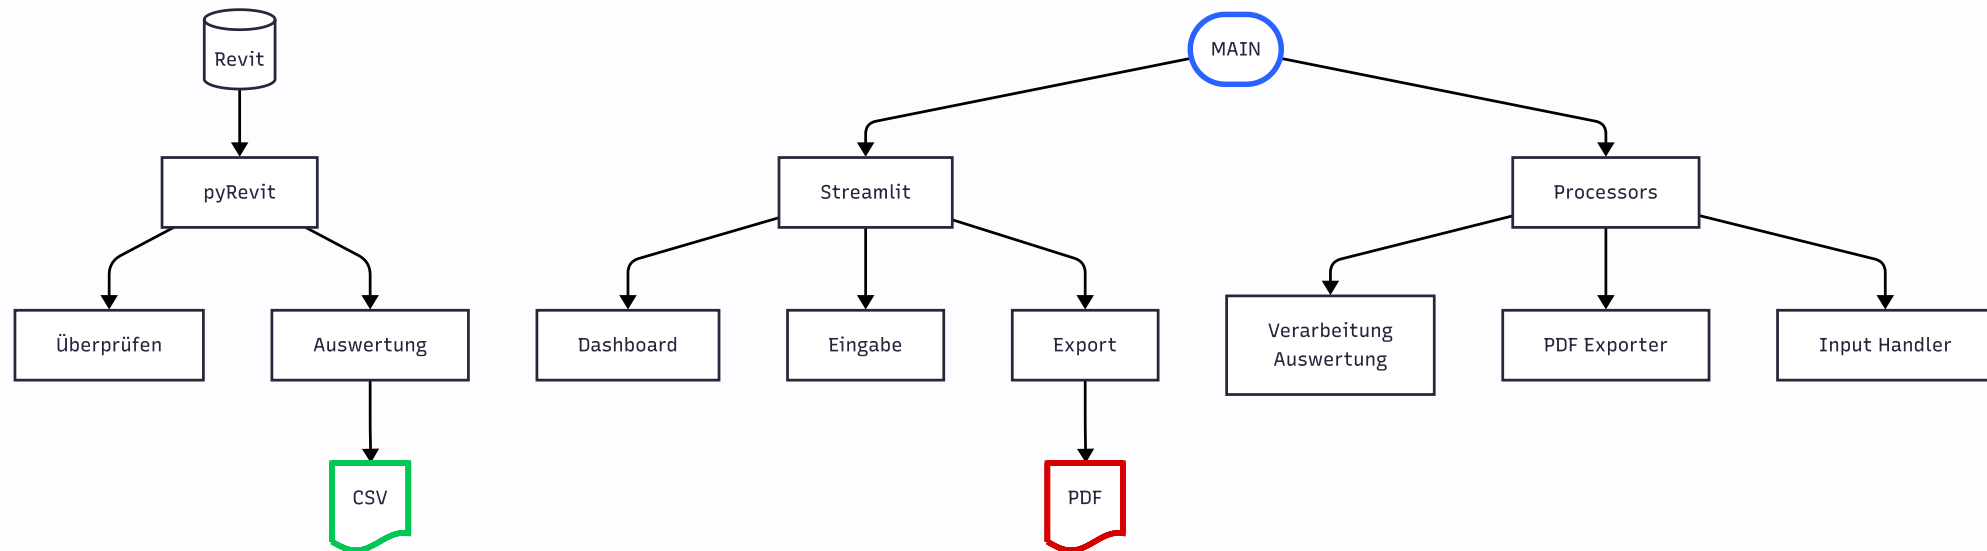 Revit
MAIN
pyRevit
Streamlit
Processors
Überprüfen
Auswertung
Dashboard
Eingabe
Export
Verarbeitung
Auswertung
PDF Exporter
Input Handler
CSV
PDF